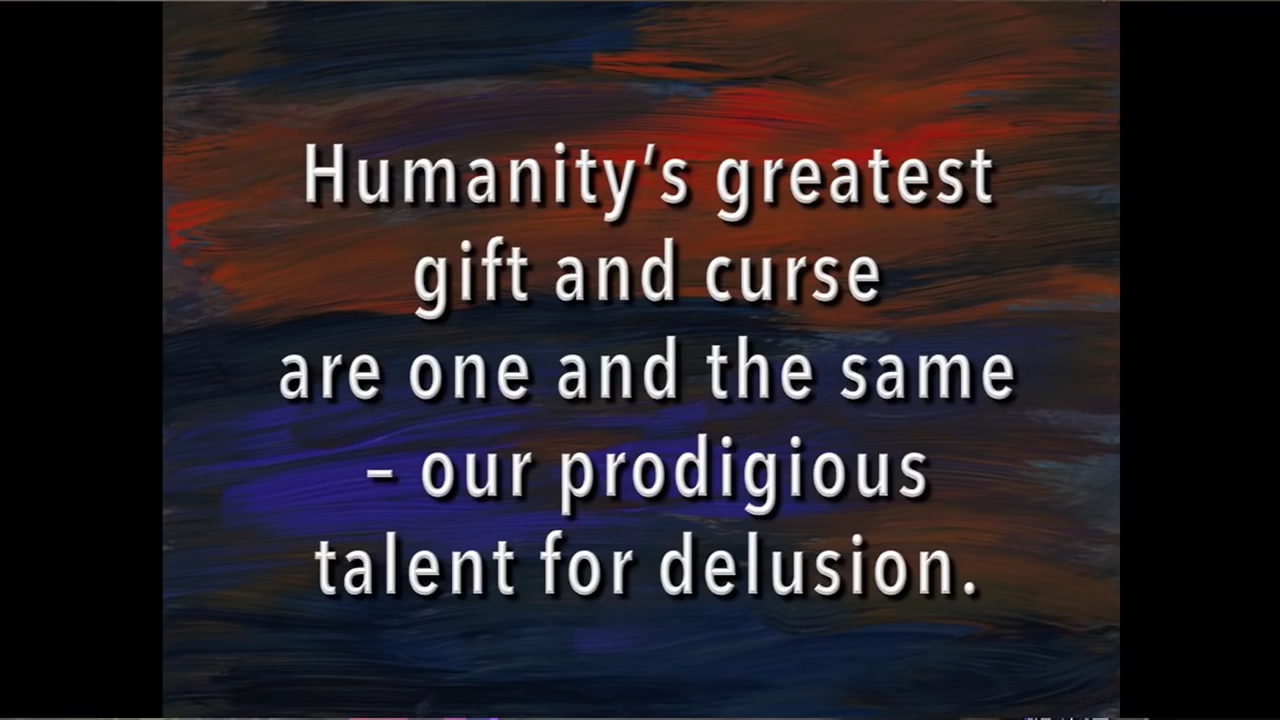 Humanity’s greatest
gift and curse
are one and the same
– our prodigious
talent for delusion.